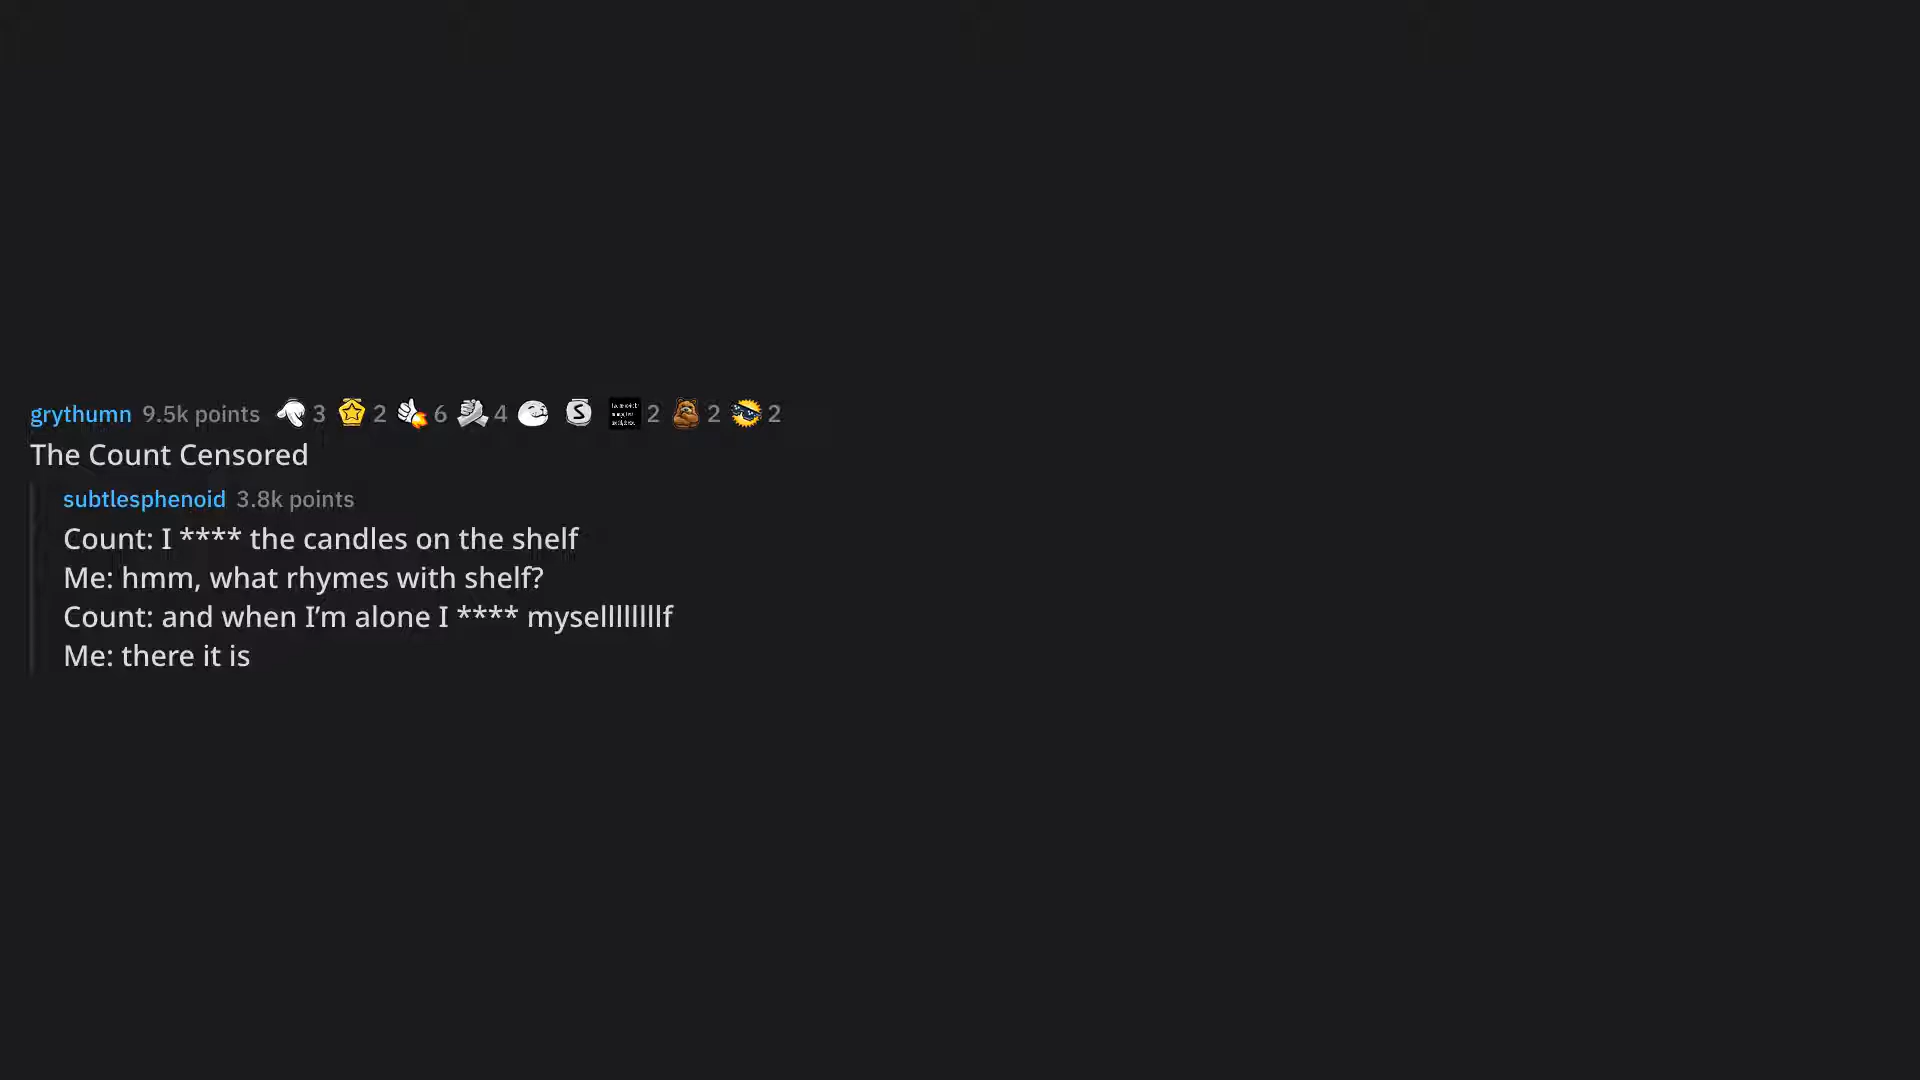 grythumn 9.5k points 3 2 6 4 S 2 2 2
The Count Censored
subtlesphenoid 3.8k points
Count: I **** the candles on the shelf
Me: hmm, what rhymes with shelf?
Count: and when I’m alone I **** myselllllllllf
Me: there it is